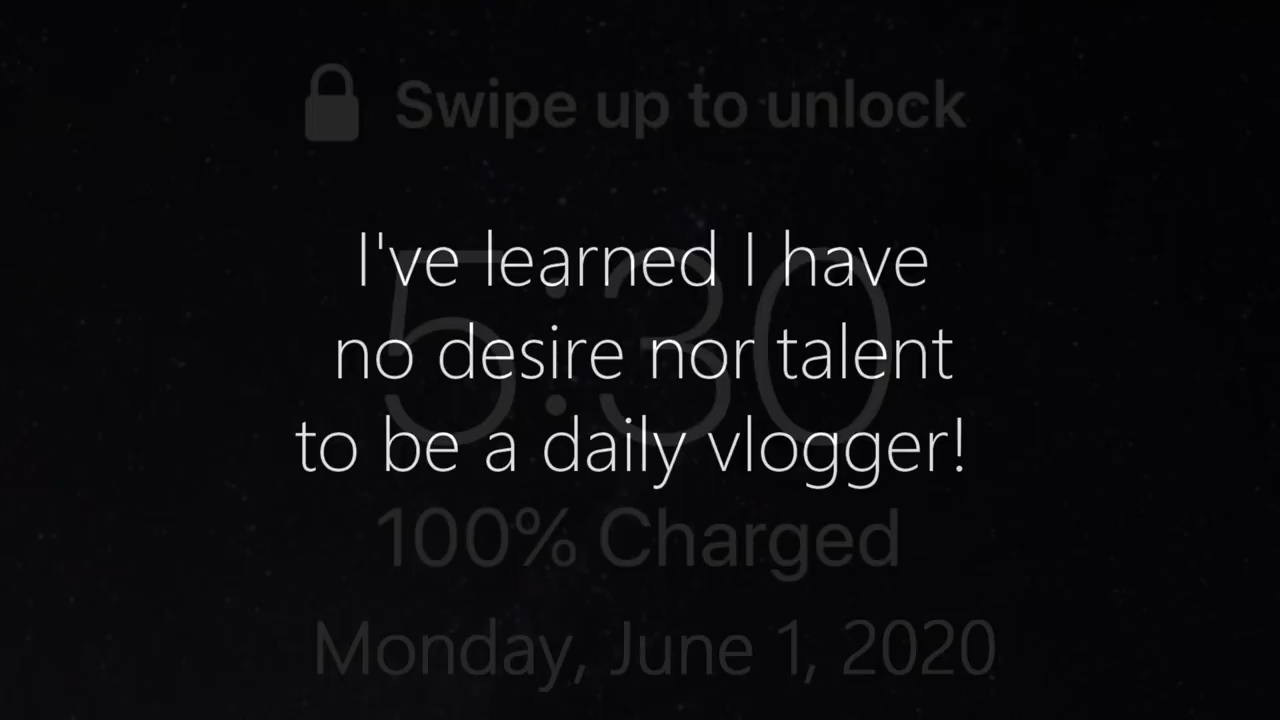 Swipe up to unlock
5:30
I've learned I have
no desire nor talent
to be a daily vlogger!
100% Charged
Monday, June 1, 2020